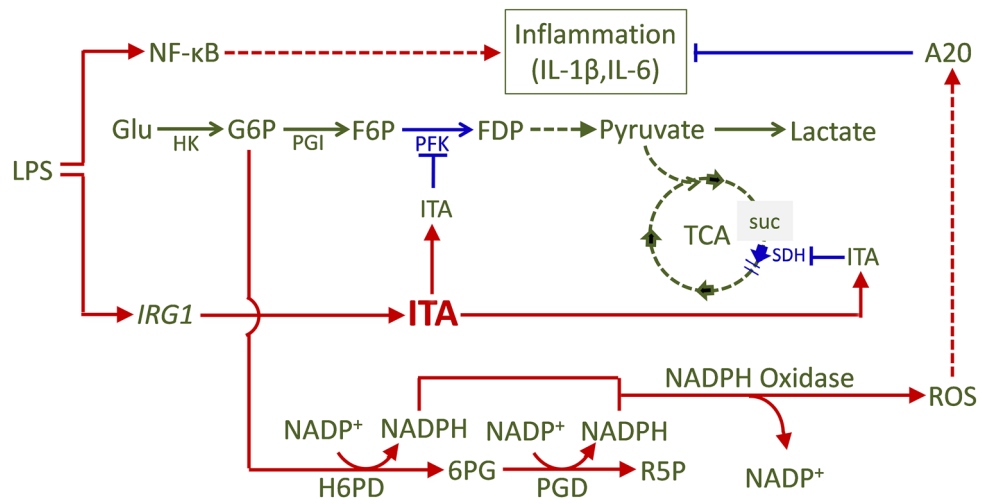 NF-κB
Inflammation
(IL-1β,IL-6)
A20
Glu
HK
G6P
PGI
F6P
PFK
FDP
Pyruvate
Lactate
LPS
ITA
TCA
suc
SDH
ITA
IRG1
ITA
NADPH Oxidase
ROS
NADP⁺
NADPH
NADP⁺
NADPH
H6PD
6PG
PGD
R5P
NADP⁺